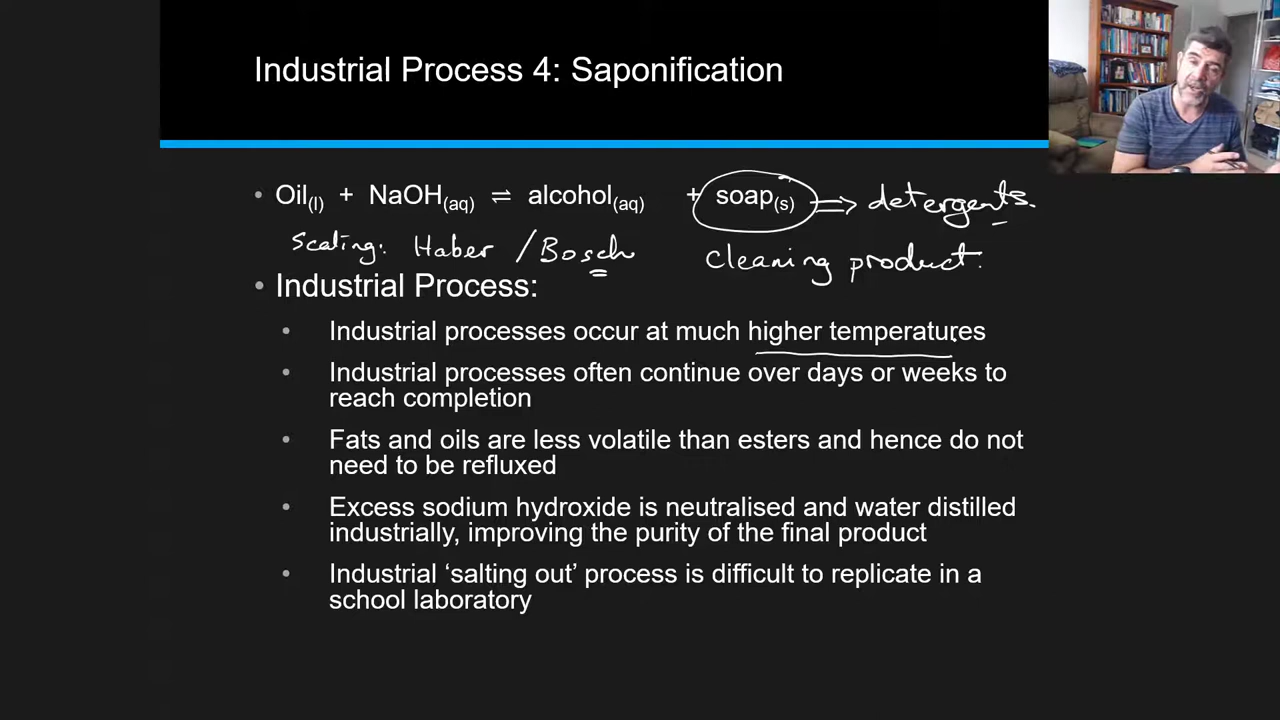 Industrial Process 4: Saponification
• Oil(l) + NaOH(aq) ⇌ alcohol(aq) + soap(s) ⇒ detergents.
Scaling: Haber / Bosch cleaning product.
• Industrial Process:
• Industrial processes occur at much higher temperatures
• Industrial processes often continue over days or weeks to
reach completion
• Fats and oils are less volatile than esters and hence do not
need to be refluxed
• Excess sodium hydroxide is neutralised and water distilled
industrially, improving the purity of the final product
• Industrial ‘salting out’ process is difficult to replicate in a
school laboratory